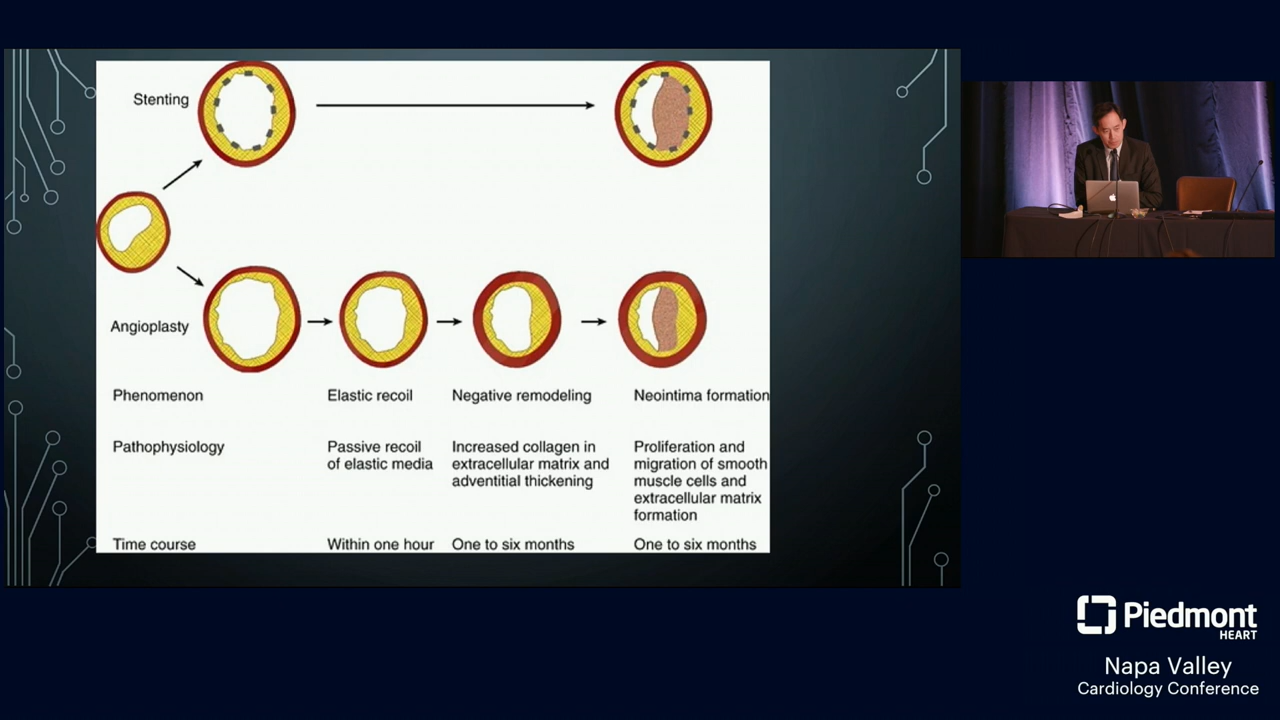 Stenting
Angioplasty
Phenomenon
Elastic recoil
Negative remodeling
Neointima formation
Pathophysiology
Passive recoil
of elastic media
Increased collagen in
extracellular matrix and
adventitial thickening
Proliferation and
migration of smooth
muscle cells and
extracellular matrix
formation
Time course
Within one hour
One to six months
One to six months
Piedmont
HEART
Napa Valley
Cardiology Conference